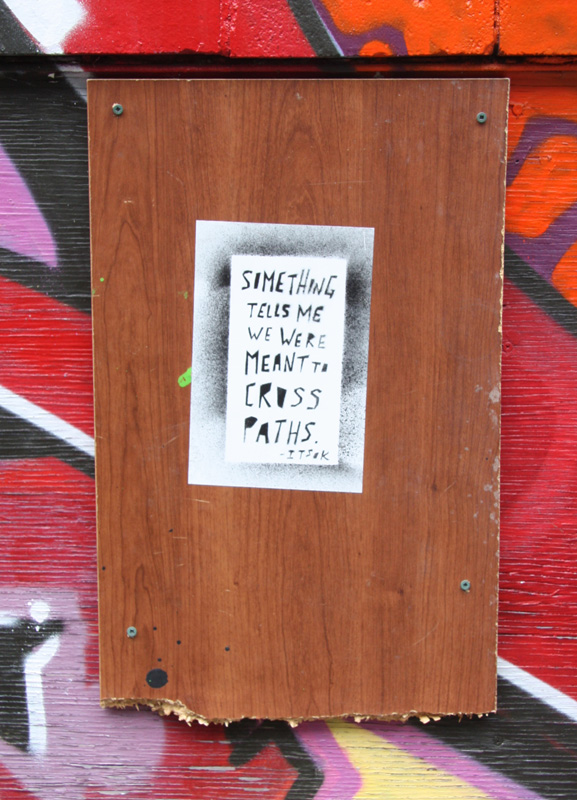 SOMETHING
TELLS ME
WE WERE
MEANT TO
CROSS
PATHS.
-ITSOK